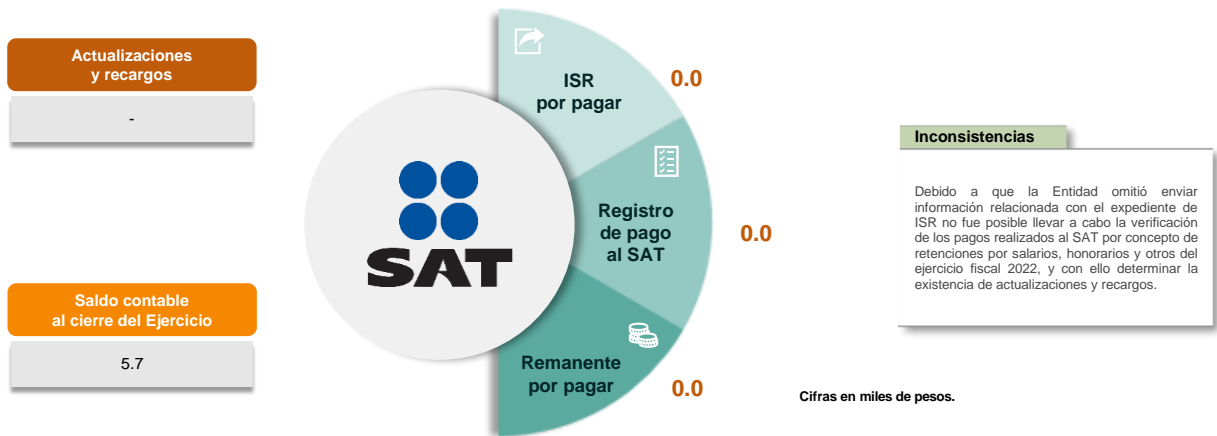 Actualizaciones
y recargos
-
Saldo contable
al cierre del Ejercicio
5.7
SAT
ISR
por pagar
0.0
Registro
de pago
al SAT
0.0
Remanente
por pagar
0.0
Inconsistencias
Debido a que la Entidad omitió enviar
información relacionada con el expediente de
ISR no fue posible llevar a cabo la verificación
de los pagos realizados al SAT por concepto de
retenciones por salarios, honorarios y otros del
ejercicio fiscal 2022, y con ello determinar la
existencia de actualizaciones y recargos.
Cifras en miles de pesos.